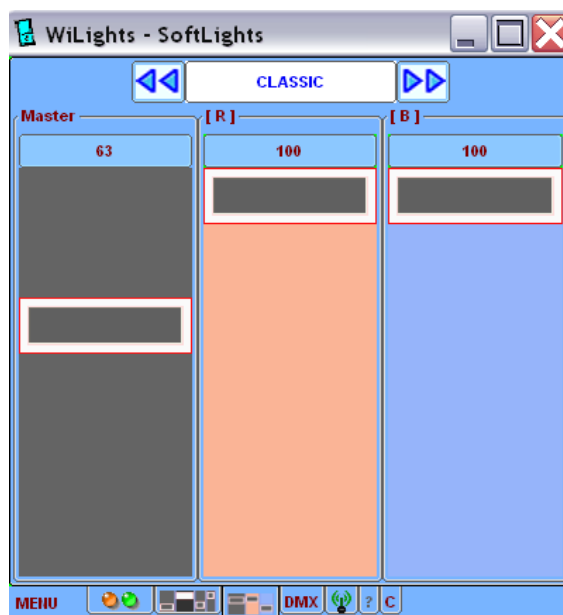 WiLights - SoftLights
CLASSIC
Master [ R ] [ B ]
63 100 100
MENU DMX ? C